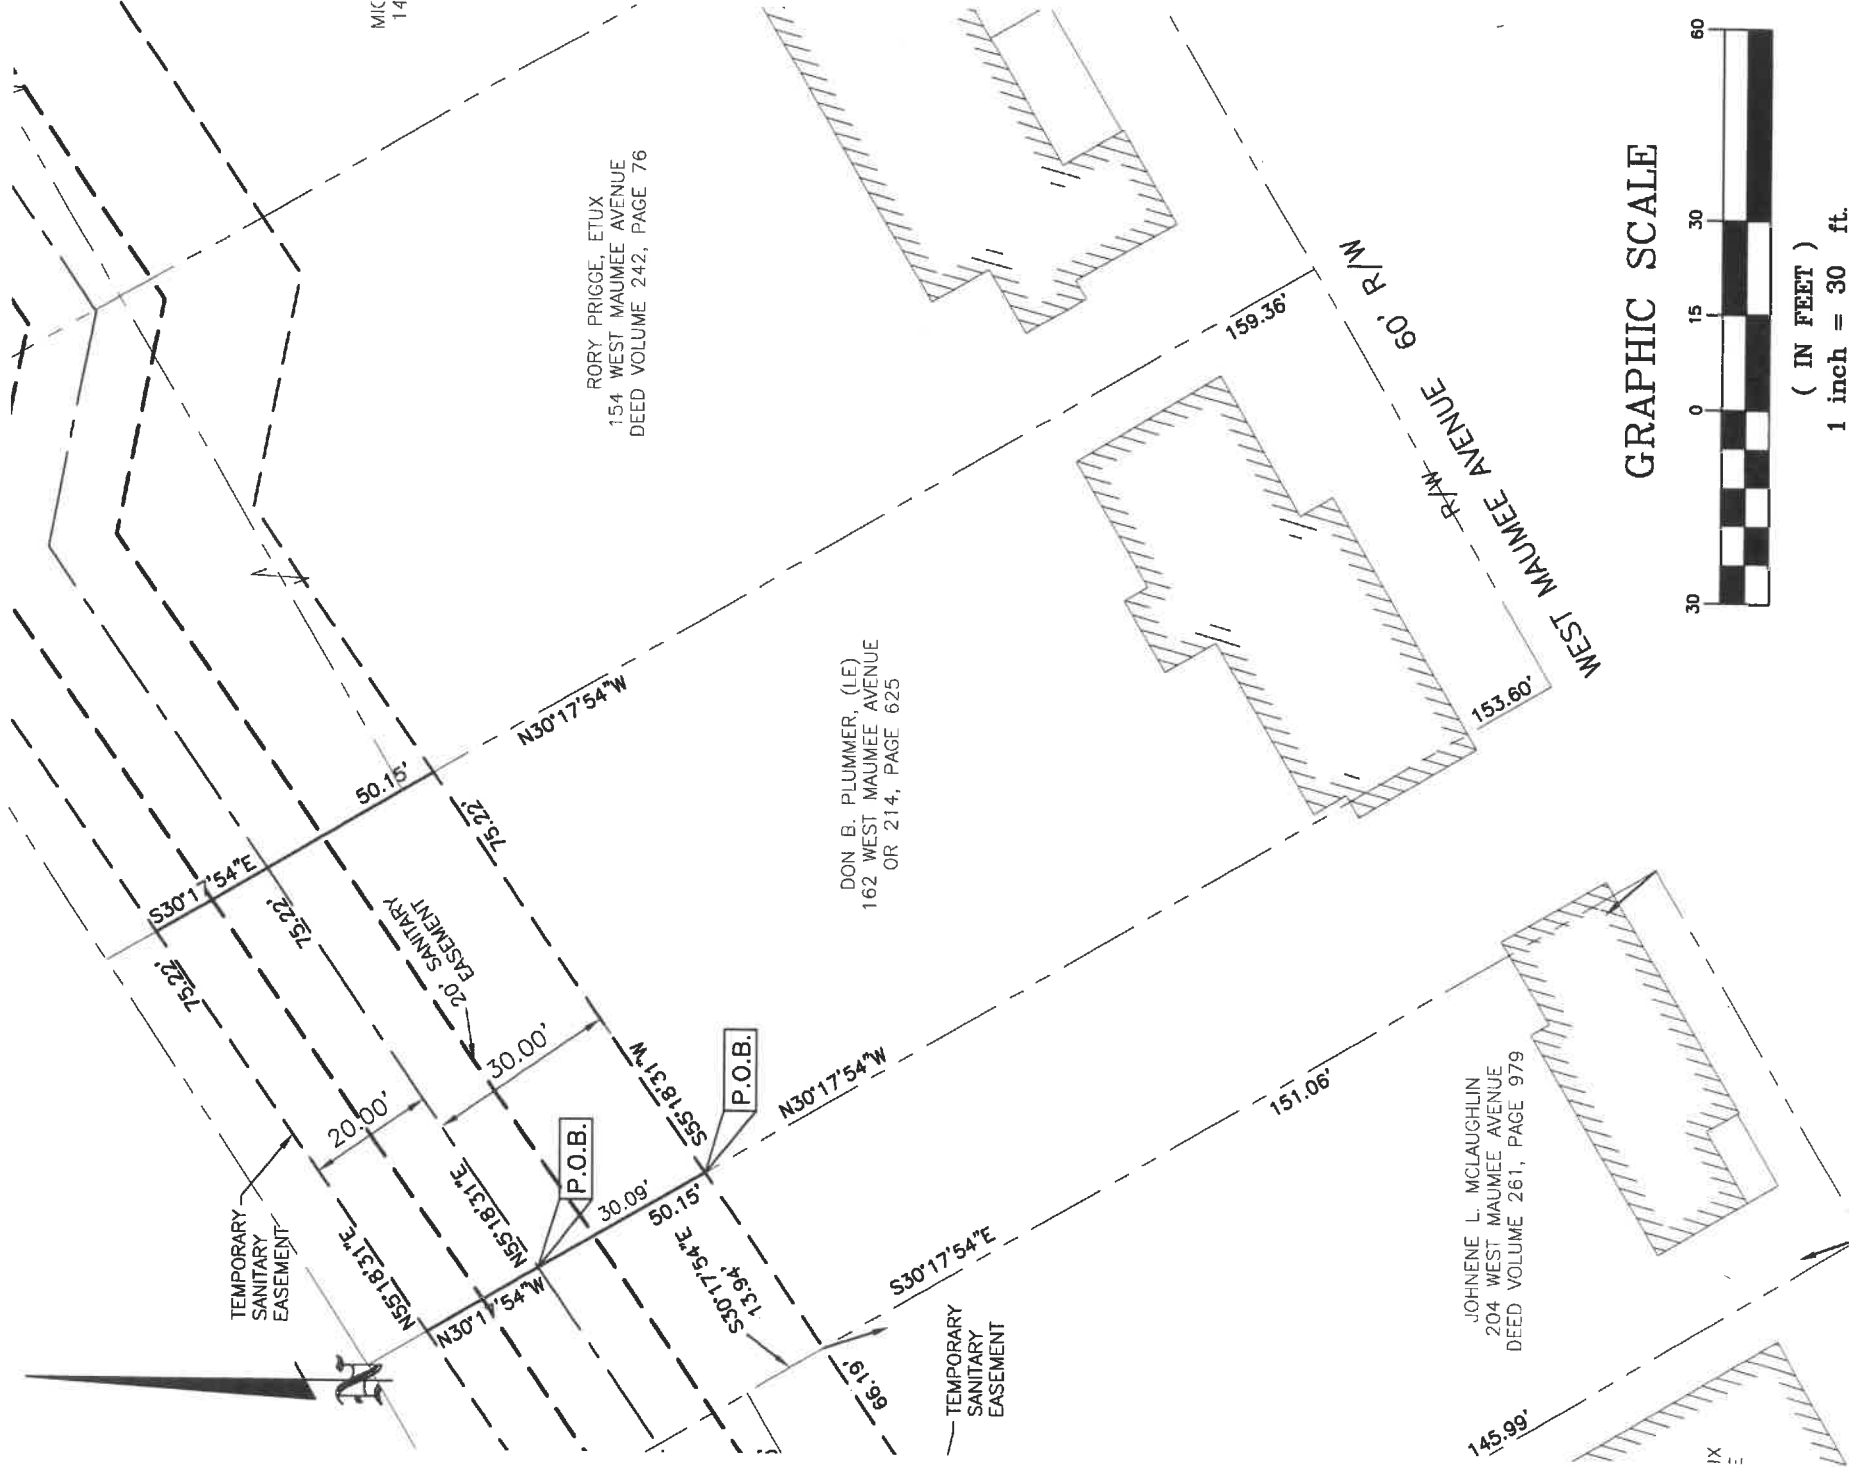 MIC
14
RORY PRIGGE, ETUX
154 WEST MAUMEE AVENUE
DEED VOLUME 242, PAGE 76
159.36'
60' R/W
R/W
WEST MAUMEE AVENUE
153.60'
GRAPHIC SCALE
30 0 15 30 60
( IN FEET )
1 inch = 30 ft.
DON B. PLUMMER, (LE)
162 WEST MAUMEE AVENUE
OR 214, PAGE 625
N30°17'54"W
50.15'
S30°17'54"E
75.22'
75.22'
75.22'
20' SANITARY
EASEMENT
30.00'
20.00'
TEMPORARY
SANITARY
EASEMENT
N55°18'31"E
N55°18'31"E
S55°18'31"W
P.O.B.
P.O.B.
N30°17'54"W
30.09'
50.15'
S30°17'54"E
13.94'
66.19'
TEMPORARY
SANITARY
EASEMENT
N30°17'54"W
S30°17'54"E
151.06'
JOHNENE L. MCLAUGHLIN
204 WEST MAUMEE AVENUE
DEED VOLUME 261, PAGE 979
145.99'
N